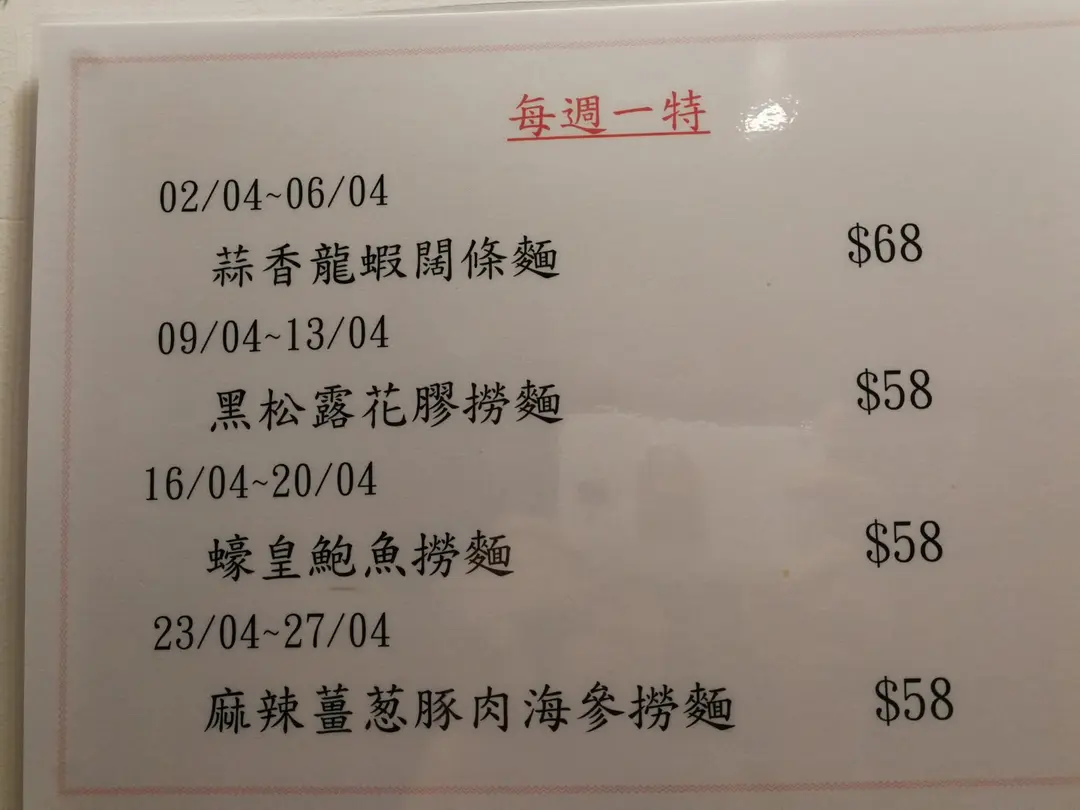 每週一特
02/04~06/04
蒜香龍蝦闊條麵 $68
09/04~13/04
黑松露花膠撈麵 $58
16/04~20/04
蠔皇鮑魚撈麵 $58
23/04~27/04
麻辣薑葱豚肉海參撈麵 $58